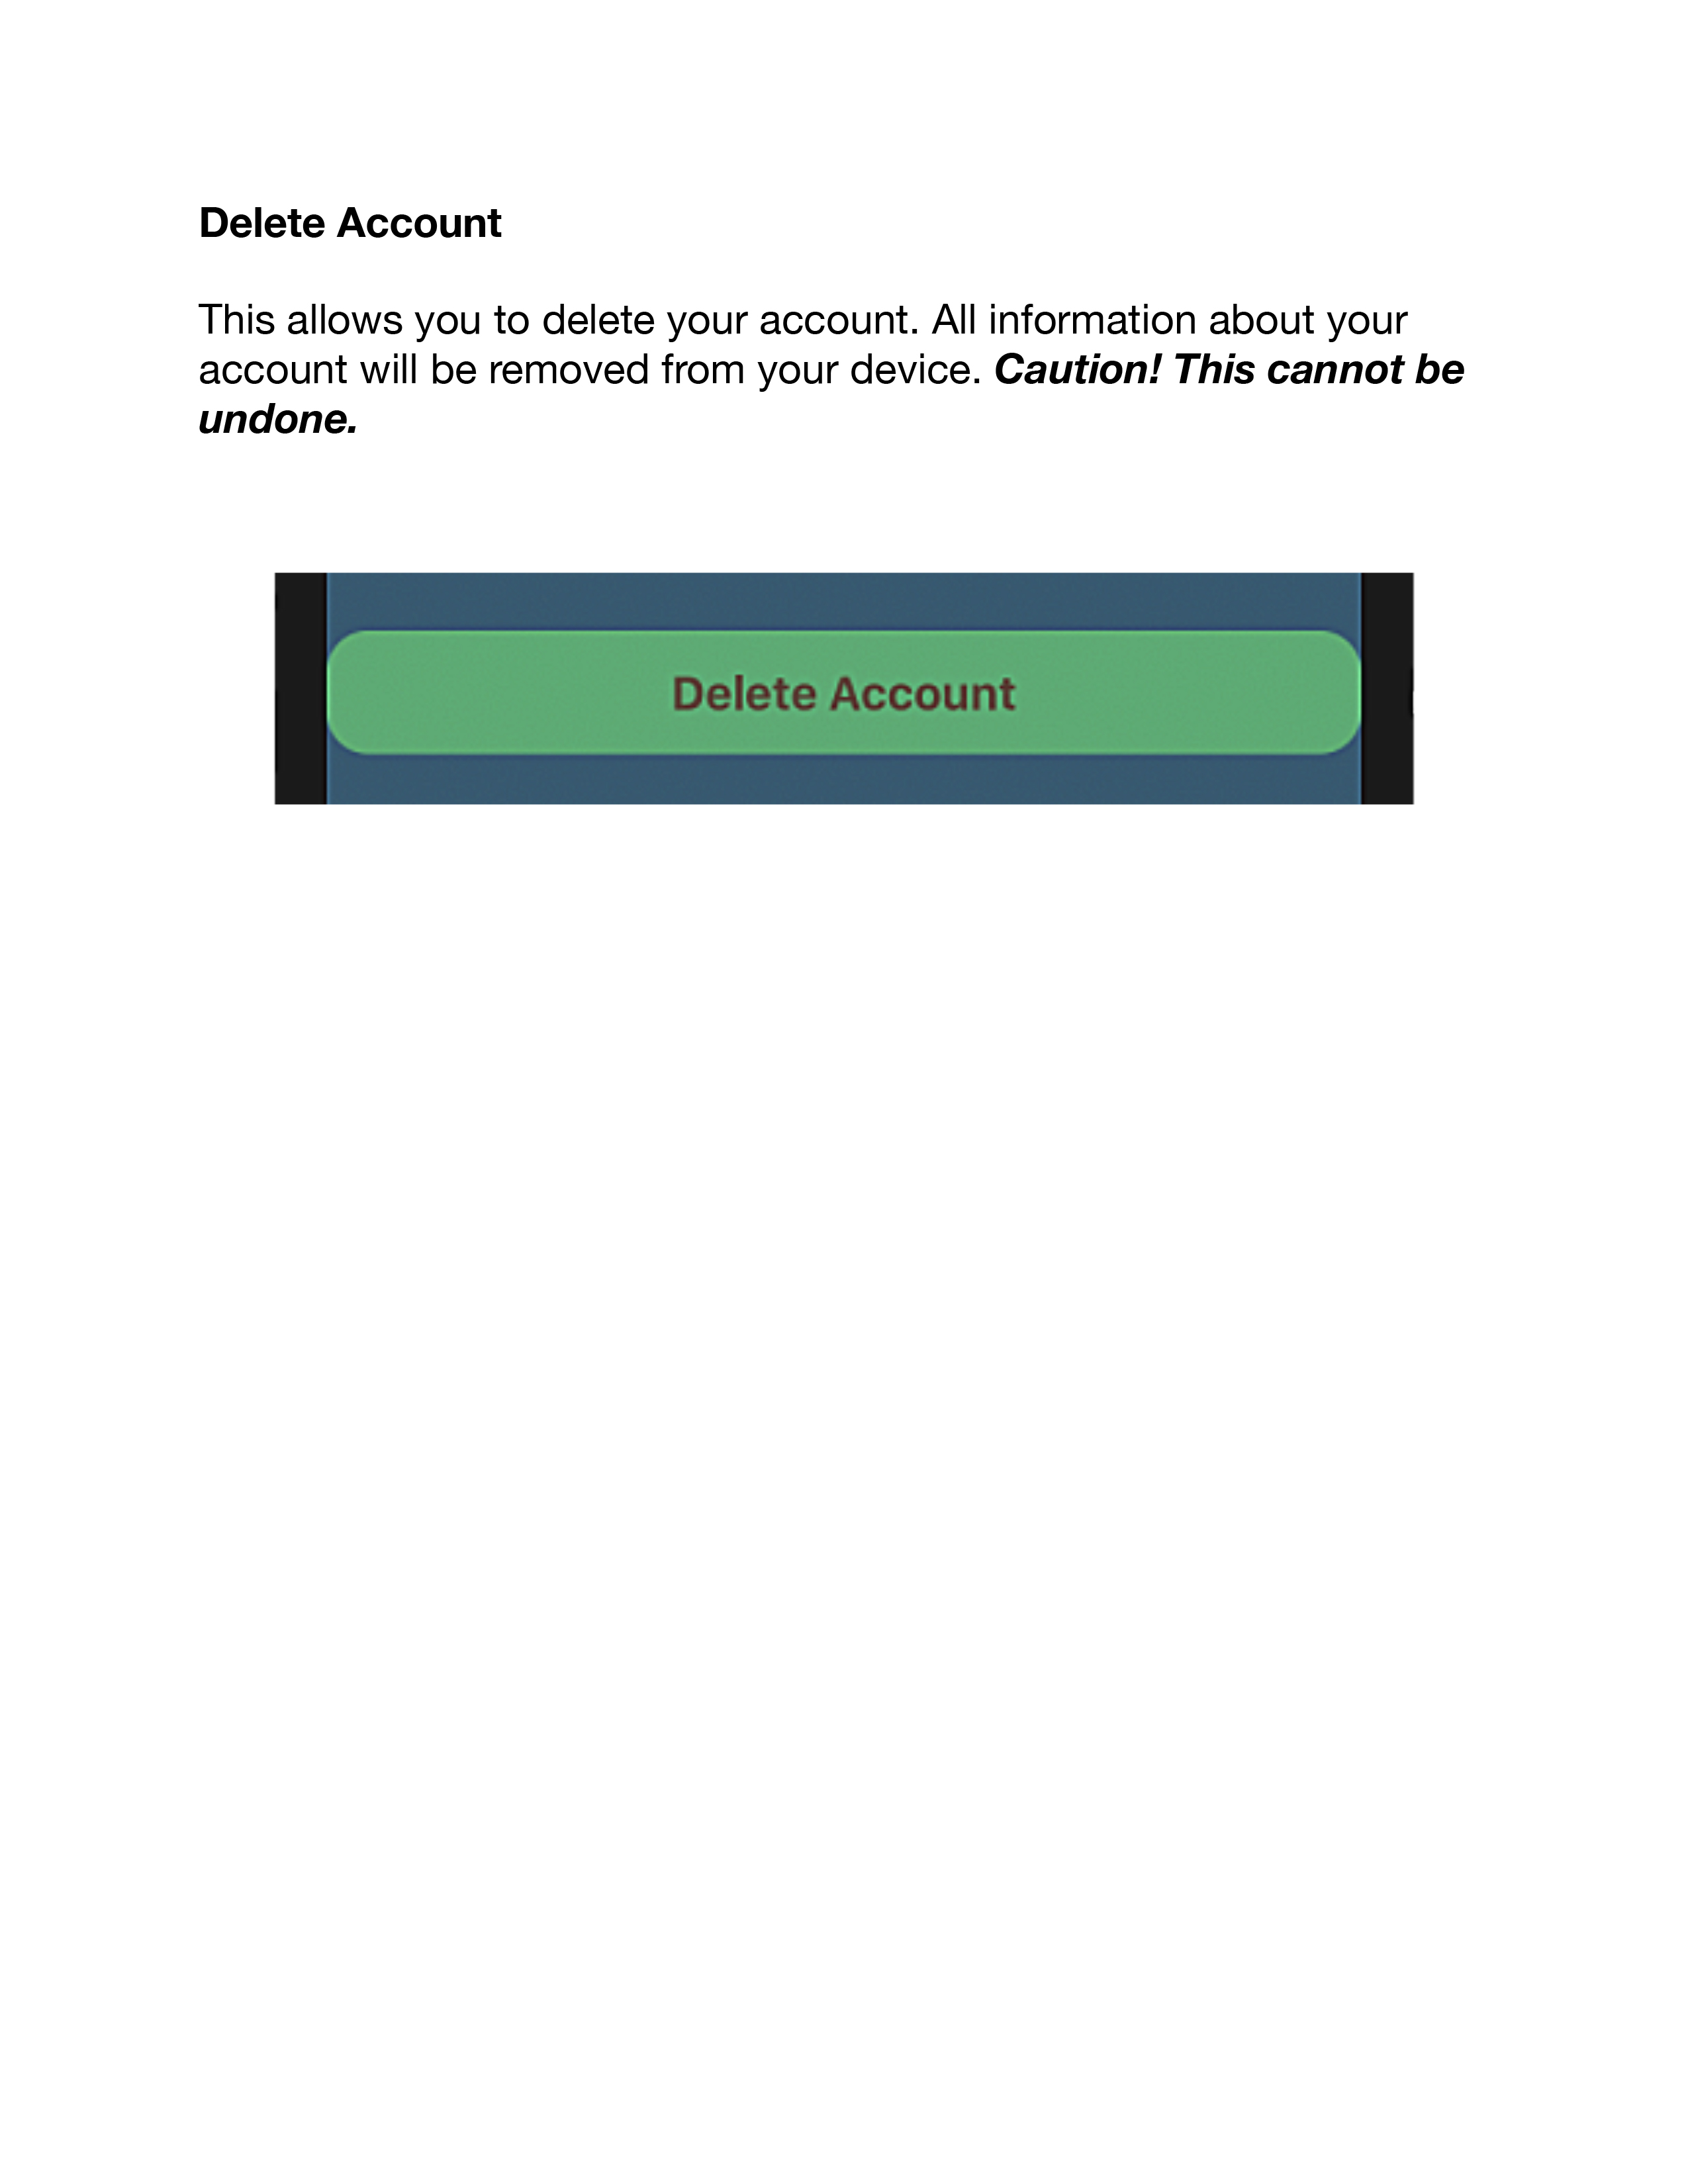 Delete Account
This allows you to delete your account. All information about your
account will be removed from your device. Caution! This cannot be
undone.
Delete Account